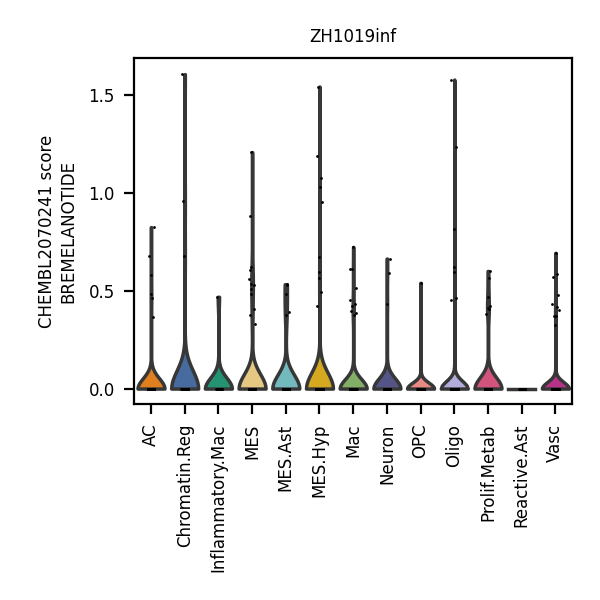 ZH1019inf
CHEMBL2070241 score
BREMELANOTIDE
1.5
1.0
0.5
0.0
AC
Chromatin.Reg
Inflammatory.Mac
MES
MES.Ast
MES.Hyp
Mac
Neuron
OPC
Oligo
Prolif.Metab
Reactive.Ast
Vasc